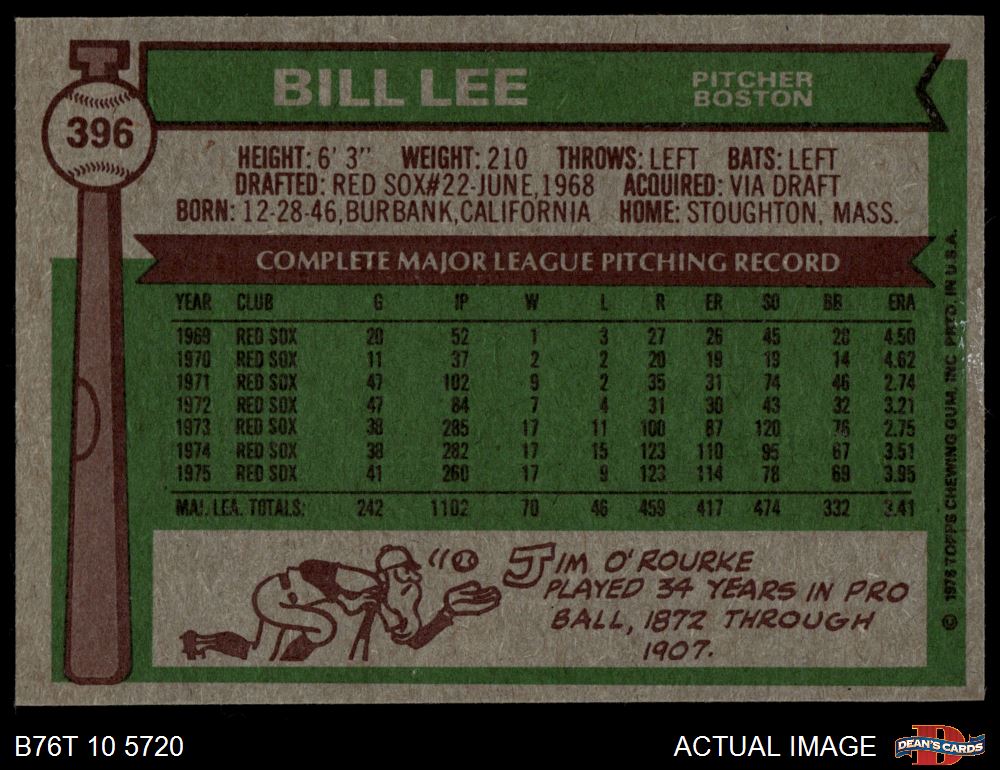 BILL LEE
PITCHER
BOSTON
396
HEIGHT: 6' 3" WEIGHT: 210 THROWS: LEFT BATS: LEFT
DRAFTED: RED SOX#22-JUNE,1968 ACQUIRED: VIA DRAFT
BORN: 12-28-46,BURBANK,CALIFORNIA HOME: STOUGHTON, MASS.
COMPLETE MAJOR LEAGUE PITCHING RECORD
YEAR CLUB G IP W L R ER SO BB ERA
1969 RED SOX 20 52 1 3 27 26 45 28 4.50
1970 RED SOX 11 37 2 2 20 19 19 14 4.62
1971 RED SOX 47 102 9 2 35 31 74 46 2.74
1972 RED SOX 47 84 7 4 31 30 43 32 3.21
1973 RED SOX 38 285 17 11 100 87 120 76 2.75
1974 RED SOX 38 282 17 15 123 110 95 67 3.51
1975 RED SOX 41 260 17 9 123 114 78 69 3.95
MAJ. LEA. TOTALS: 242 1102 70 46 459 417 474 332 3.41
JIM O'ROURKE
PLAYED 34 YEARS IN PRO
BALL, 1872 THROUGH
1907.
© 1976 TOPPS CHEWING GUM, INC. PRTD. IN U.S.A.
B76T 10 5720
ACTUAL IMAGE
D
DEAN'S CARDS